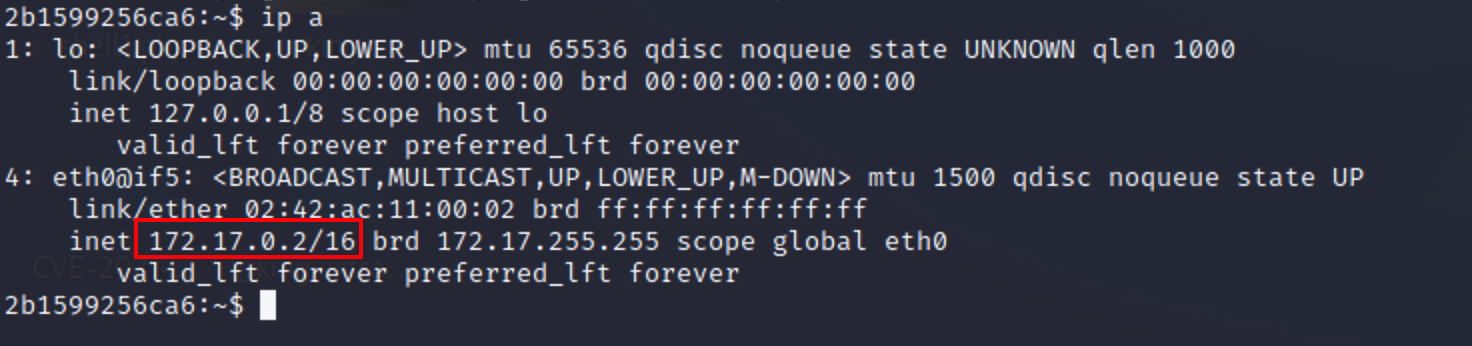 2b1599256ca6:~$ ip a
1: lo: <LOOPBACK,UP,LOWER_UP> mtu 65536 qdisc noqueue state UNKNOWN qlen 1000
    link/loopback 00:00:00:00:00:00 brd 00:00:00:00:00:00
    inet 127.0.0.1/8 scope host lo
       valid_lft forever preferred_lft forever
4: eth0@if5: <BROADCAST,MULTICAST,UP,LOWER_UP,M-DOWN> mtu 1500 qdisc noqueue state UP
    link/ether 02:42:ac:11:00:02 brd ff:ff:ff:ff:ff:ff
    inet 172.17.0.2/16 brd 172.17.255.255 scope global eth0
       valid_lft forever preferred_lft forever
2b1599256ca6:~$